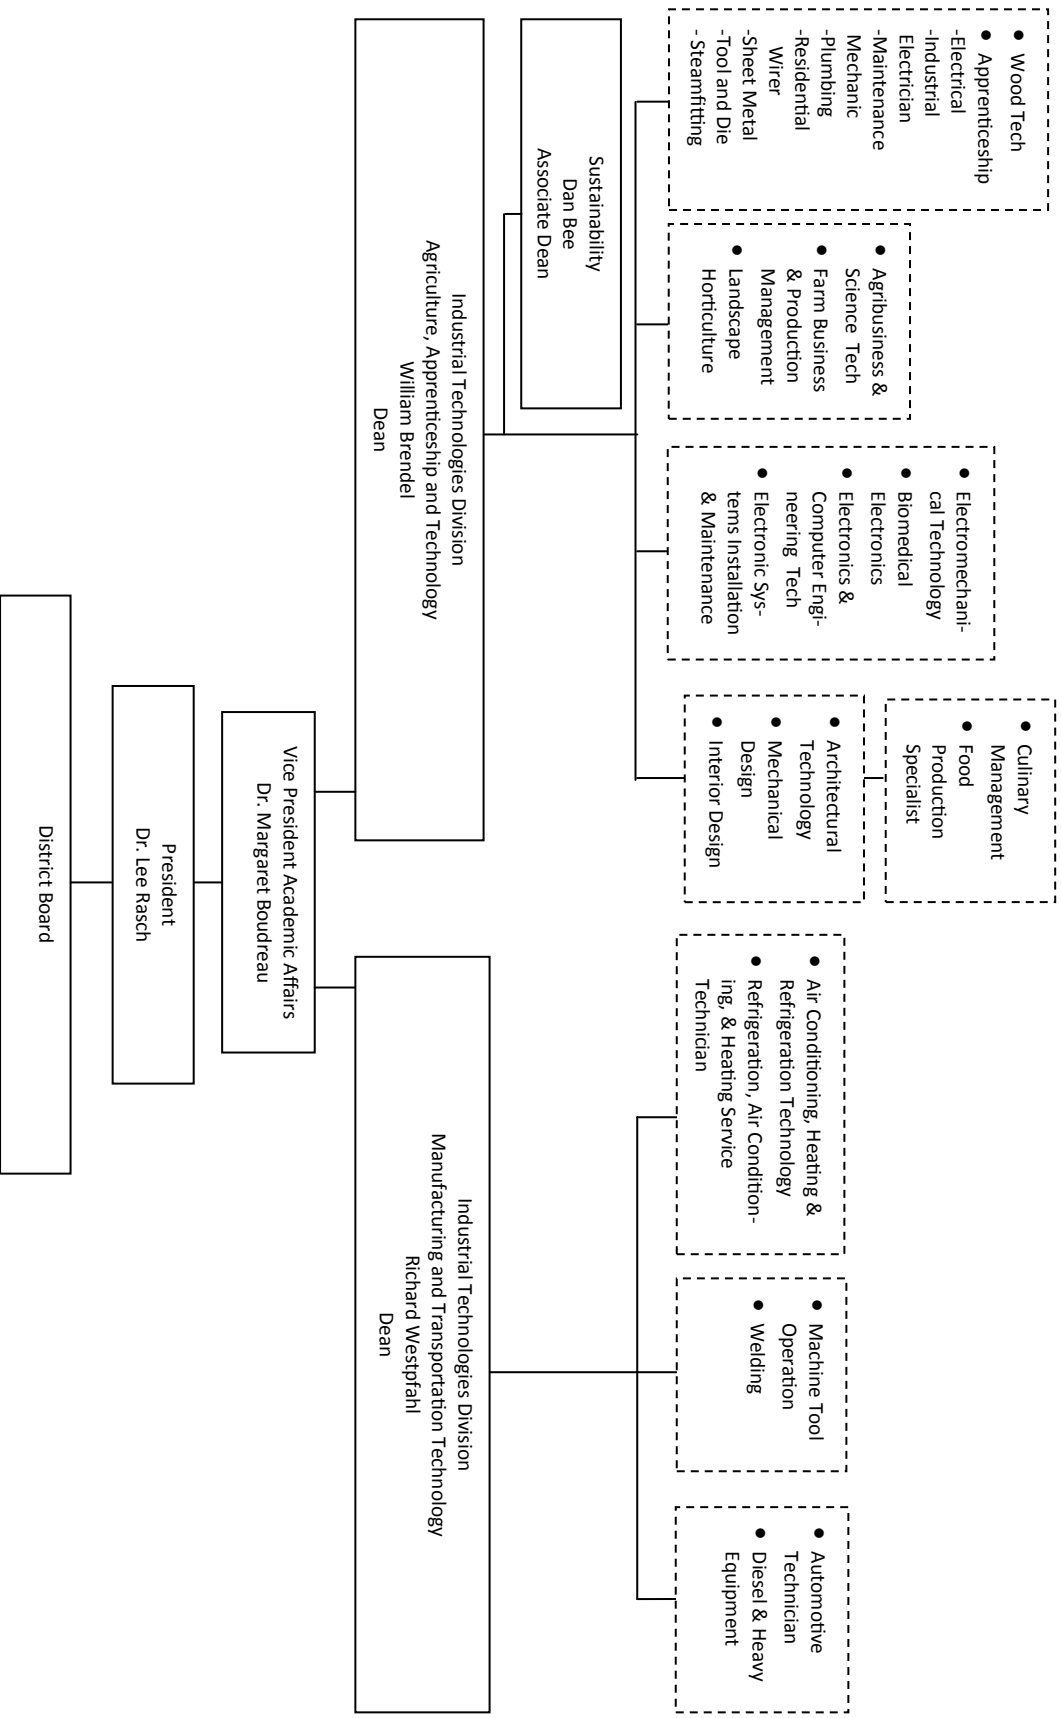 • Wood Tech
• Apprenticeship
-Electrical
-Industrial
Electrician
-Maintenance
Mechanic
-Plumbing
-Residential
Wirer
-Sheet Metal
-Tool and Die
- Steamfitting
• Agribusiness &
Science Tech
• Farm Business
& Production
Management
• Landscape
Horticulture
• Electromechani-
cal Technology
• Biomedical
Electronics
• Electronics &
Computer Engi-
neering Tech
• Electronic Sys-
tems Installation
& Maintenance
• Culinary
Management
• Food
Production
Specialist
• Architectural
Technology
• Mechanical
Design
• Interior Design
• Air Conditioning, Heating &
Refrigeration Technology
• Refrigeration, Air Condition-
ing, & Heating Service
Technician
• Machine Tool
Operation
• Welding
• Automotive
Technician
• Diesel & Heavy
Equipment
Sustainability
Dan Bee
Associate Dean
Industrial Technologies Division
Agriculture, Apprenticeship and Technology
William Brendel
Dean
Industrial Technologies Division
Manufacturing and Transportation Technology
Richard Westpfahl
Dean
Vice President Academic Affairs
Dr. Margaret Boudreau
President
Dr. Lee Rasch
District Board